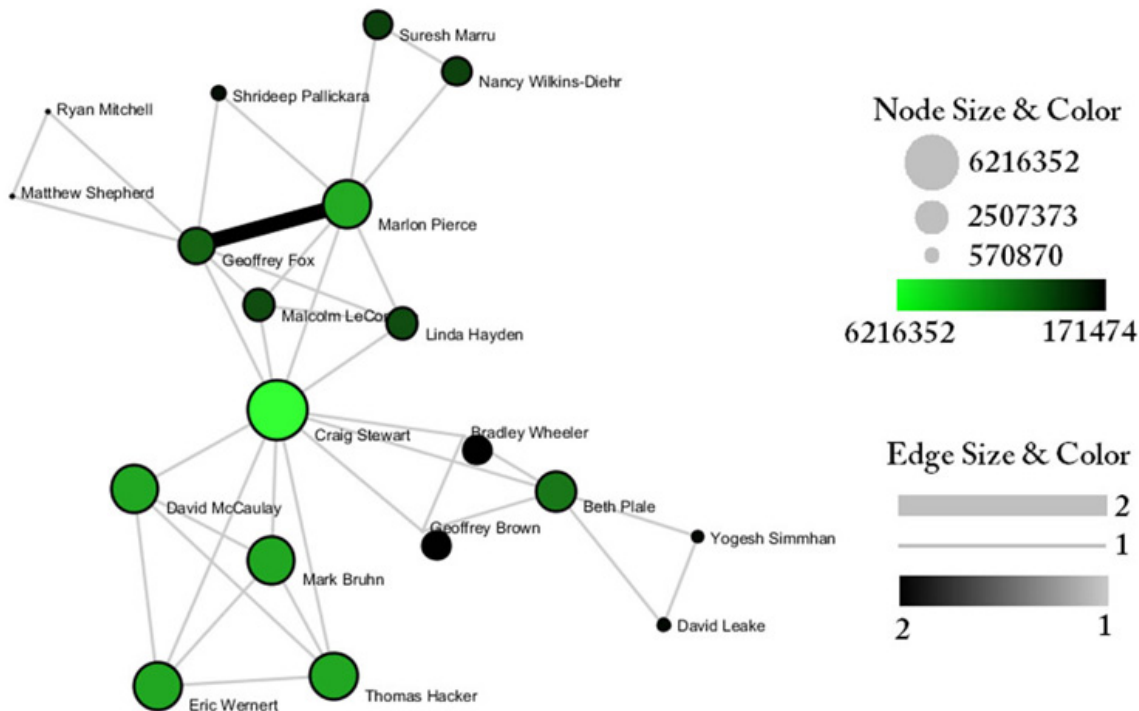 Suresh Marru
Nancy Wilkins-Diehr
Shrideep Pallickara
Ryan Mitchell
Matthew Shepherd
Marlon Pierce
Geoffrey Fox
Malcolm LeCo
Linda Hayden
Craig Stewart
Bradley Wheeler
David McCaulay
Beth Plale
Geoffrey Brown
Yogesh Simmhan
Mark Bruhn
David Leake
Thomas Hacker
Eric Wernert
Node Size & Color
6216352
2507373
570870
6216352 171474
Edge Size & Color
2
1
2 1